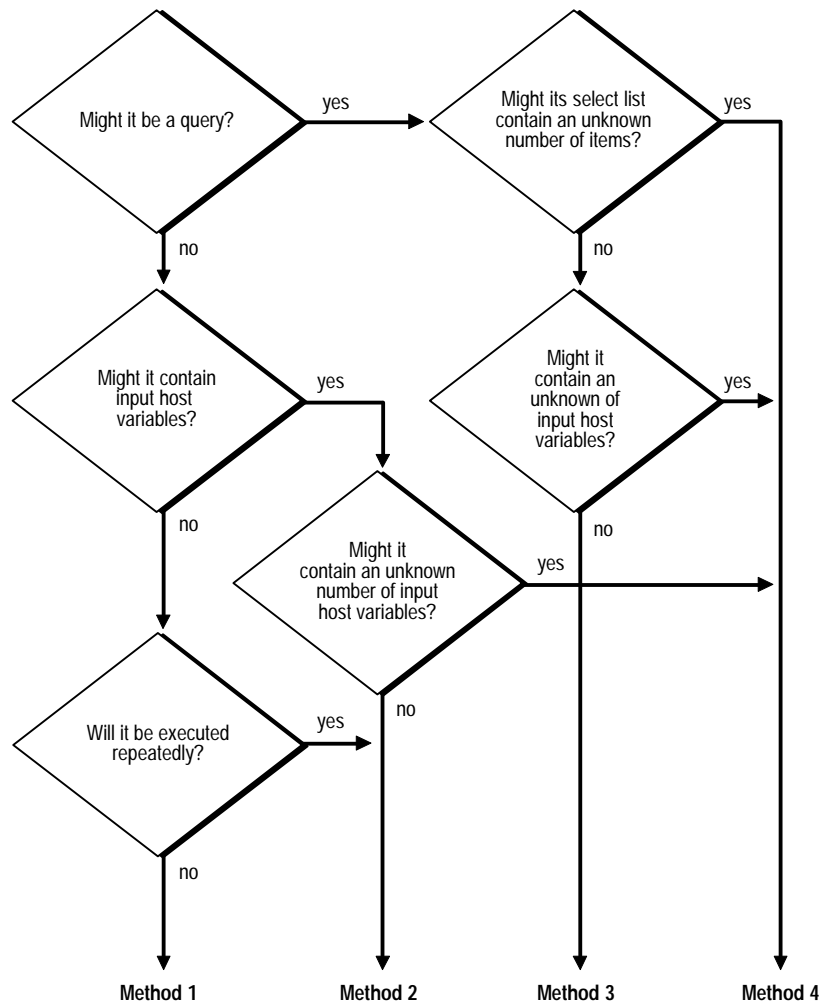 Might it be a query?
yes
Might its select list
contain an unknown
number of items?
yes
no
no
Might it contain
input host
variables?
yes
Might it
contain an
unknown of
input host
variables?
yes
no
no
Might it
contain an unknown
number of input
host variables?
yes
no
Will it be executed
repeatedly?
yes
no
Method 1
Method 2
Method 3
Method 4